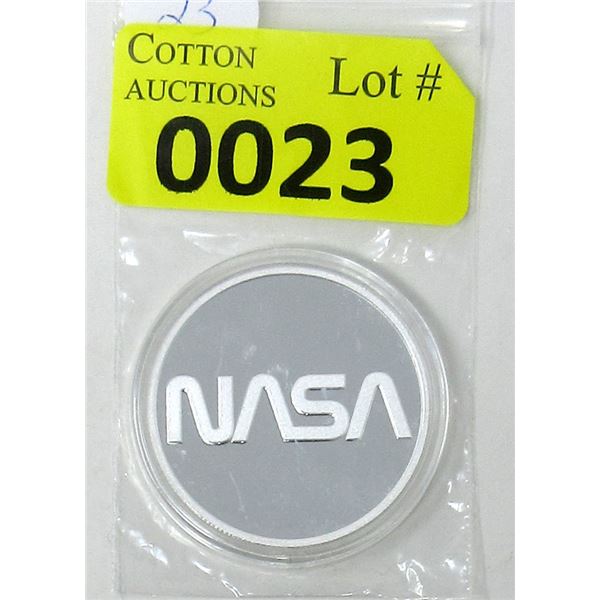 23
COTTON
AUCTIONS
Lot #
0023
NASA